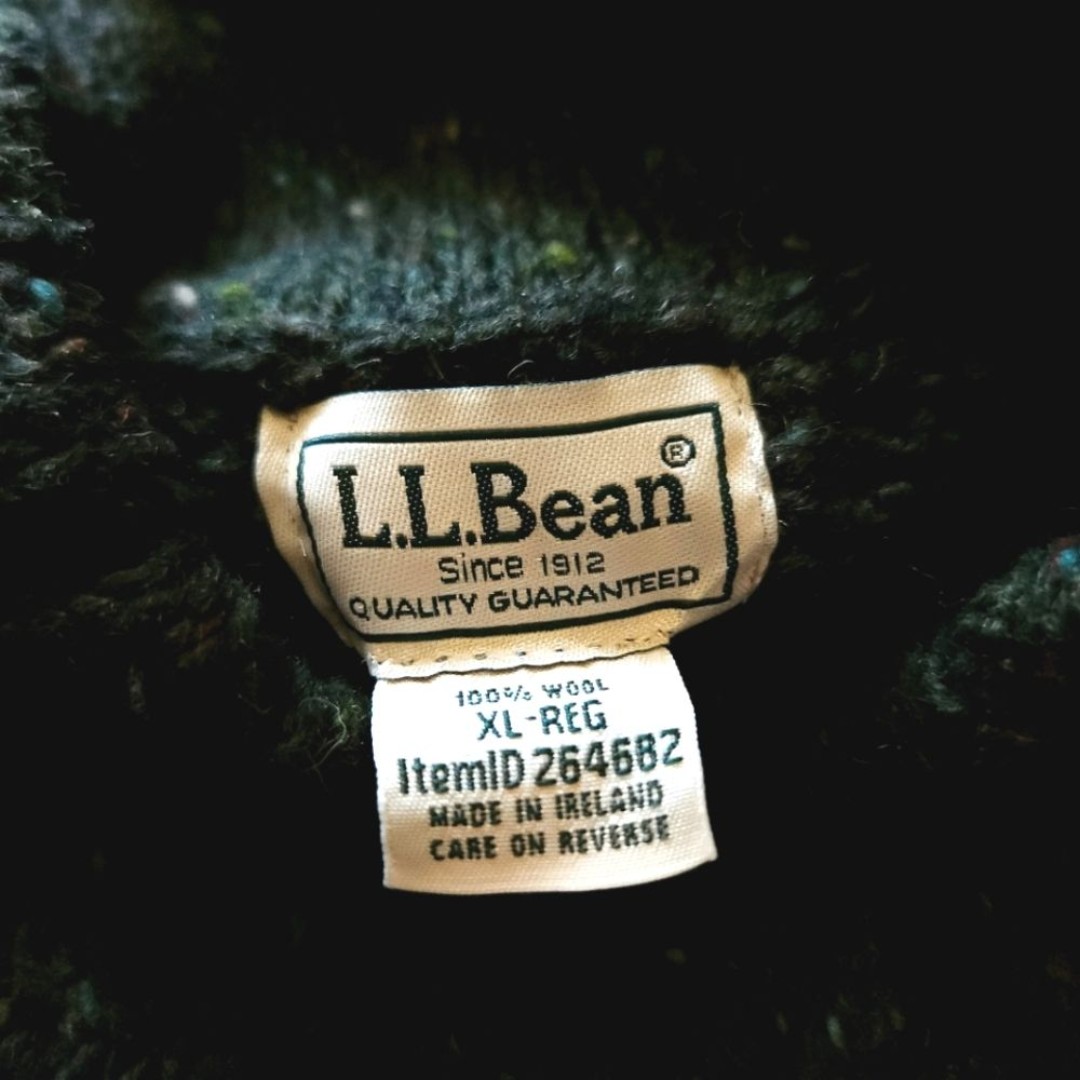 L.L.Bean®
Since 1912
QUALITY GUARANTEED
100% WOOL
XL-REG
ItemID 264682
MADE IN IRELAND
CARE ON REVERSE